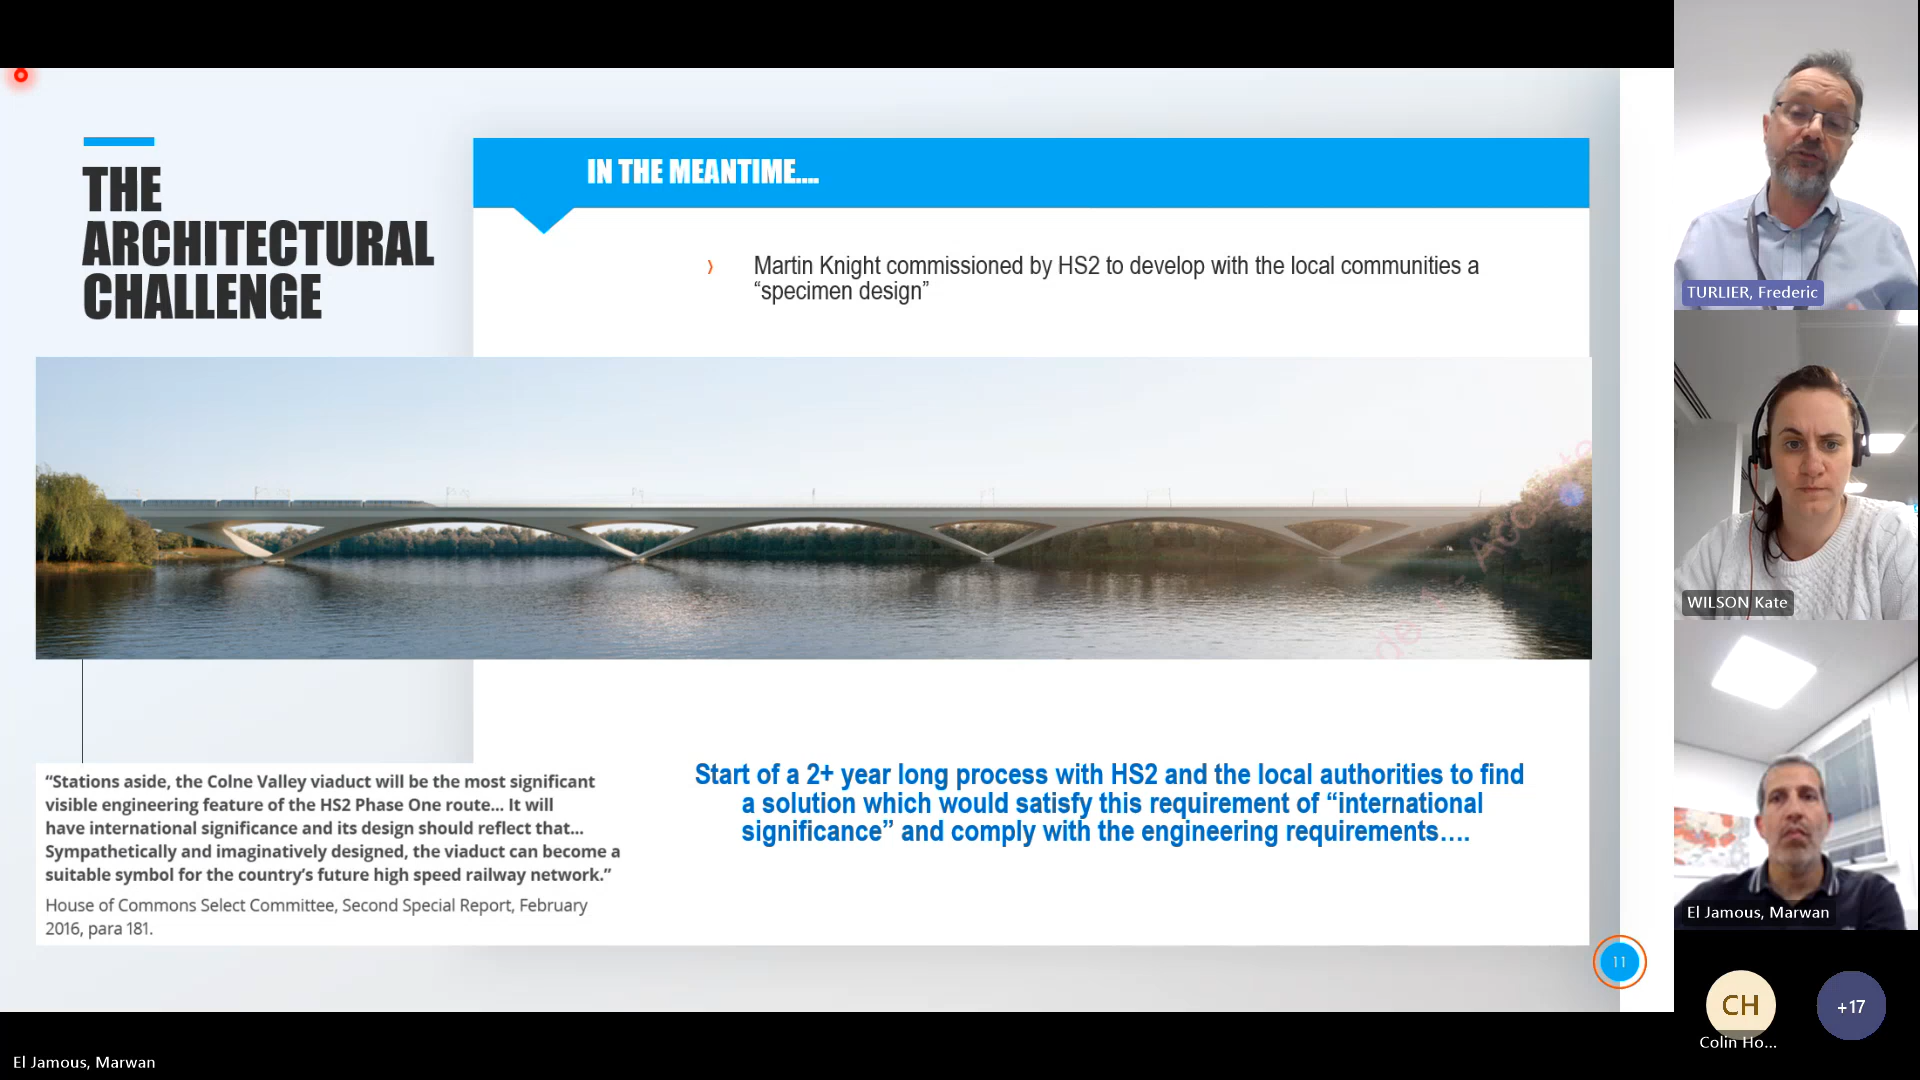 THE
ARCHITECTURAL
CHALLENGE
IN THE MEANTIME....
Martin Knight commissioned by HS2 to develop with the local communities a
“specimen design”
“Stations aside, the Colne Valley viaduct will be the most significant
visible engineering feature of the HS2 Phase One route... It will
have international significance and its design should reflect that...
Sympathetically and imaginatively designed, the viaduct can become a
suitable symbol for the country’s future high speed railway network.”
House of Commons Select Committee, Second Special Report, February
2016, para 181.
Start of a 2+ year long process with HS2 and the local authorities to find
a solution which would satisfy this requirement of “international
significance” and comply with the engineering requirements….
11
TURLIER, Frederic
WILSON Kate
El Jamous, Marwan
CH
Colin Ho...
+17
El Jamous, Marwan